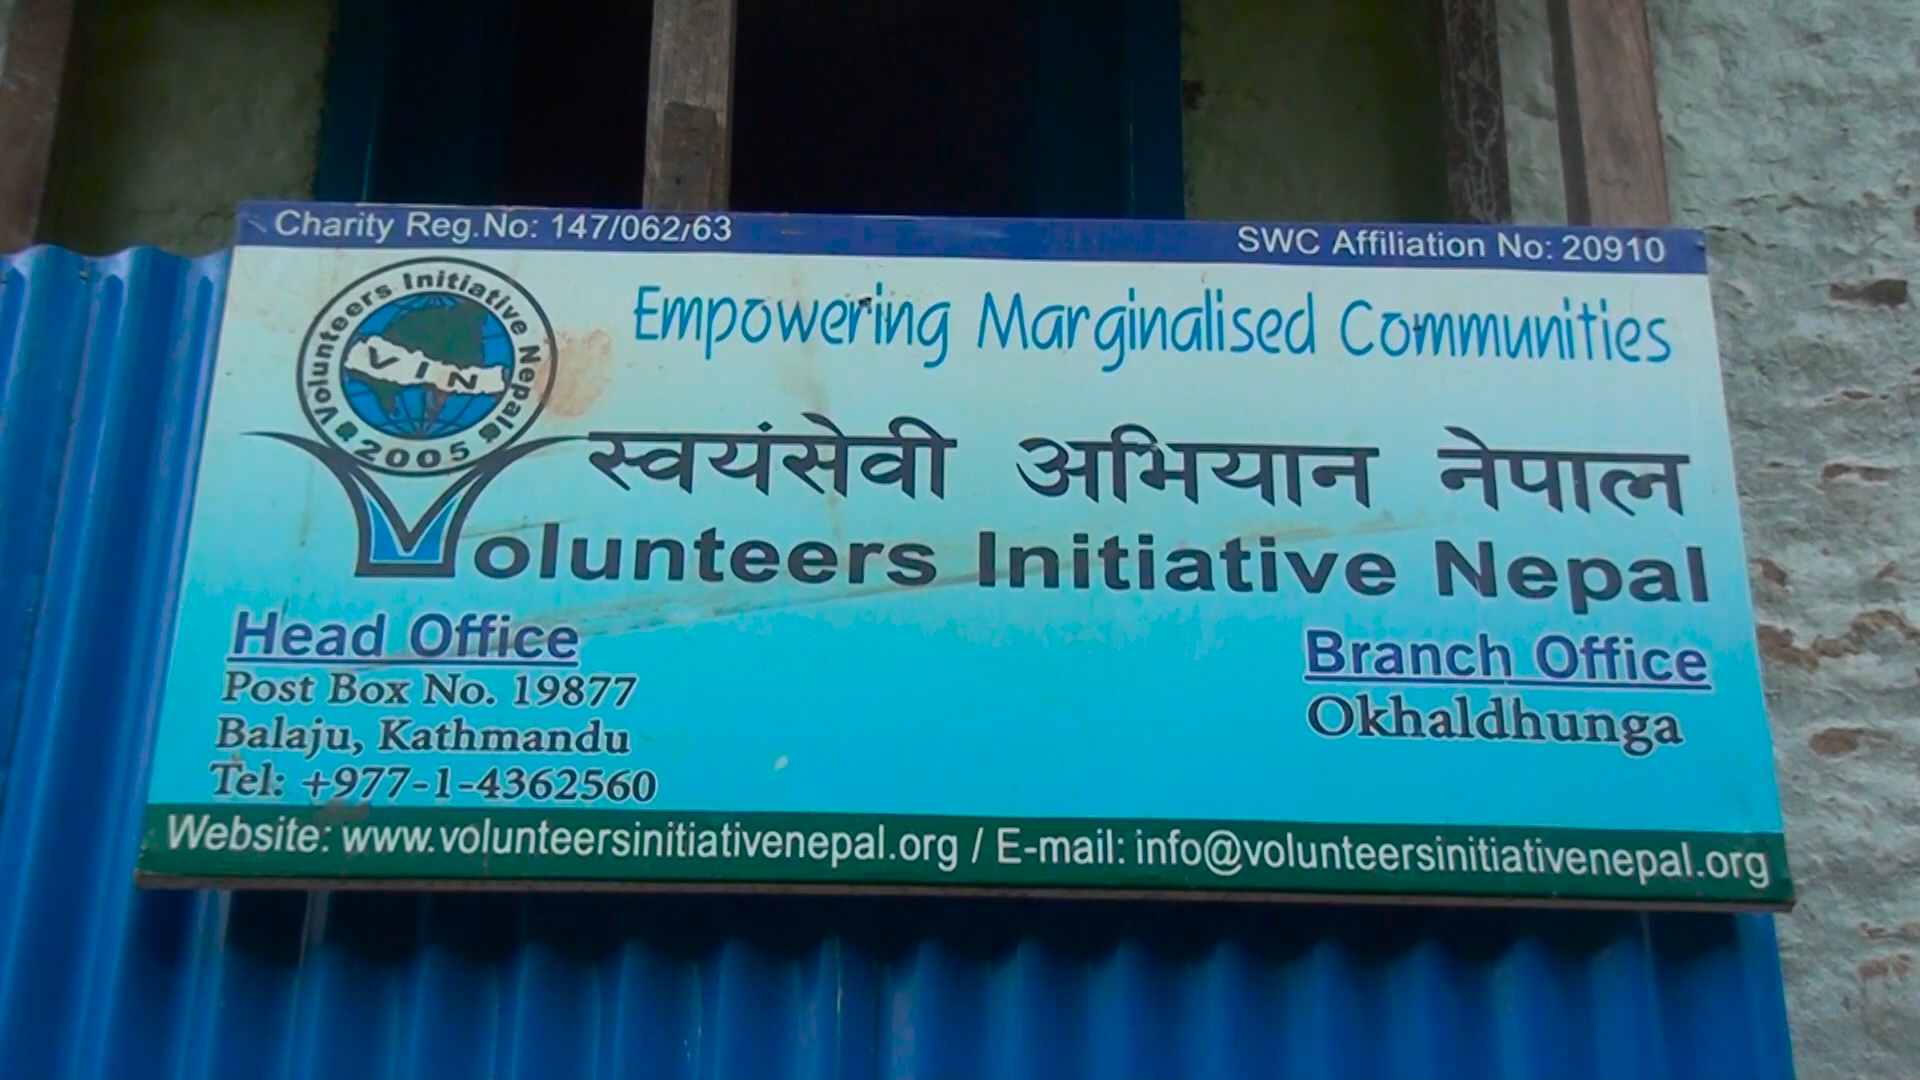 Charity Reg.No: 147/062/63
SWC Affiliation No: 20910
Volunteers Initiative Nepal
VIN
2005
Empowering Marginalised Communities
स्वयंसेवी अभियान नेपाल
Volunteers Initiative Nepal
Head Office
Post Box No. 19877
Balaju, Kathmandu
Tel: +977-1-4362560
Branch Office
Okhaldhunga
Website: www.volunteersinitiativenepal.org / E-mail: info@volunteersinitiativenepal.org